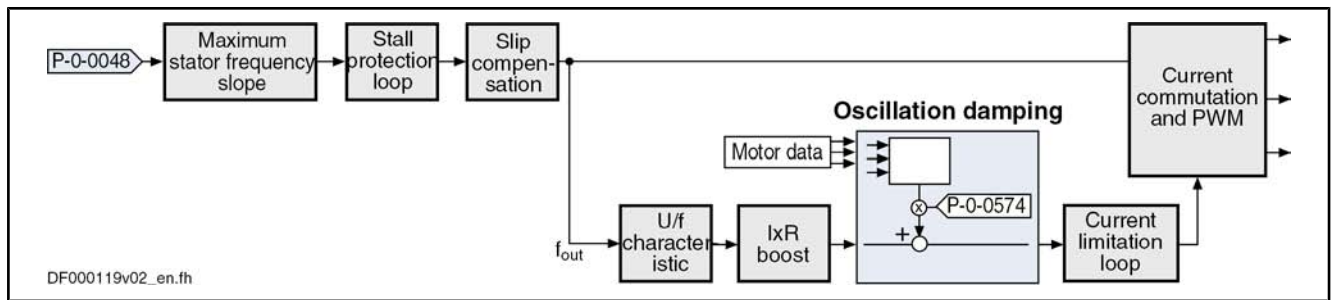 P-0-0048
Maximum
stator frequency
slope
Stall
protection
loop
Slip
compen-
sation
Current
commutation
and PWM
Oscillation damping
Motor data
x
P-0-0574
+
f_out
U/f
character
istic
IxR
boost
Current
limitation
loop
DF000119v02_en.fh